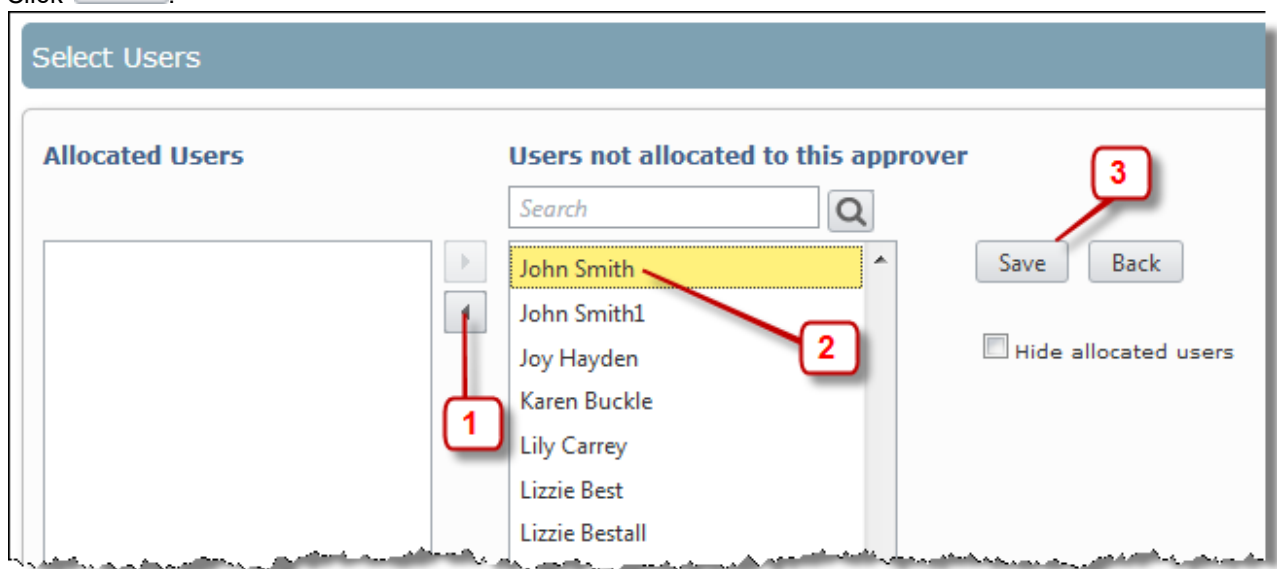 Click
Select Users
Allocated Users
Users not allocated to this approver
3
Search
Save
Back
John Smith
John Smith1
2
Hide allocated users
Joy Hayden
Karen Buckle
1
Lily Carrey
Lizzie Best
Lizzie Bestall